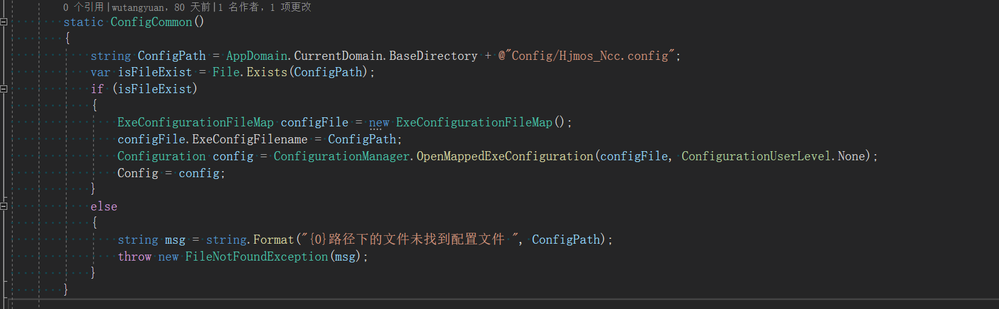 0 个引用|wutangyuan，80 天前|1 名作者，1 项更改
static ConfigCommon()
{
string ConfigPath = AppDomain.CurrentDomain.BaseDirectory + @"Config/Hjmos_Ncc.config";
var isFileExist = File.Exists(ConfigPath);
if (isFileExist)
{
ExeConfigurationFileMap configFile = new ExeConfigurationFileMap();
configFile.ExeConfigFilename = ConfigPath;
Configuration config = ConfigurationManager.OpenMappedExeConfiguration(configFile, ConfigurationUserLevel.None);
Config = config;
}
else
{
string msg = string.Format("{0}路径下的文件未找到配置文件 ", ConfigPath);
throw new FileNotFoundException(msg);
}
}